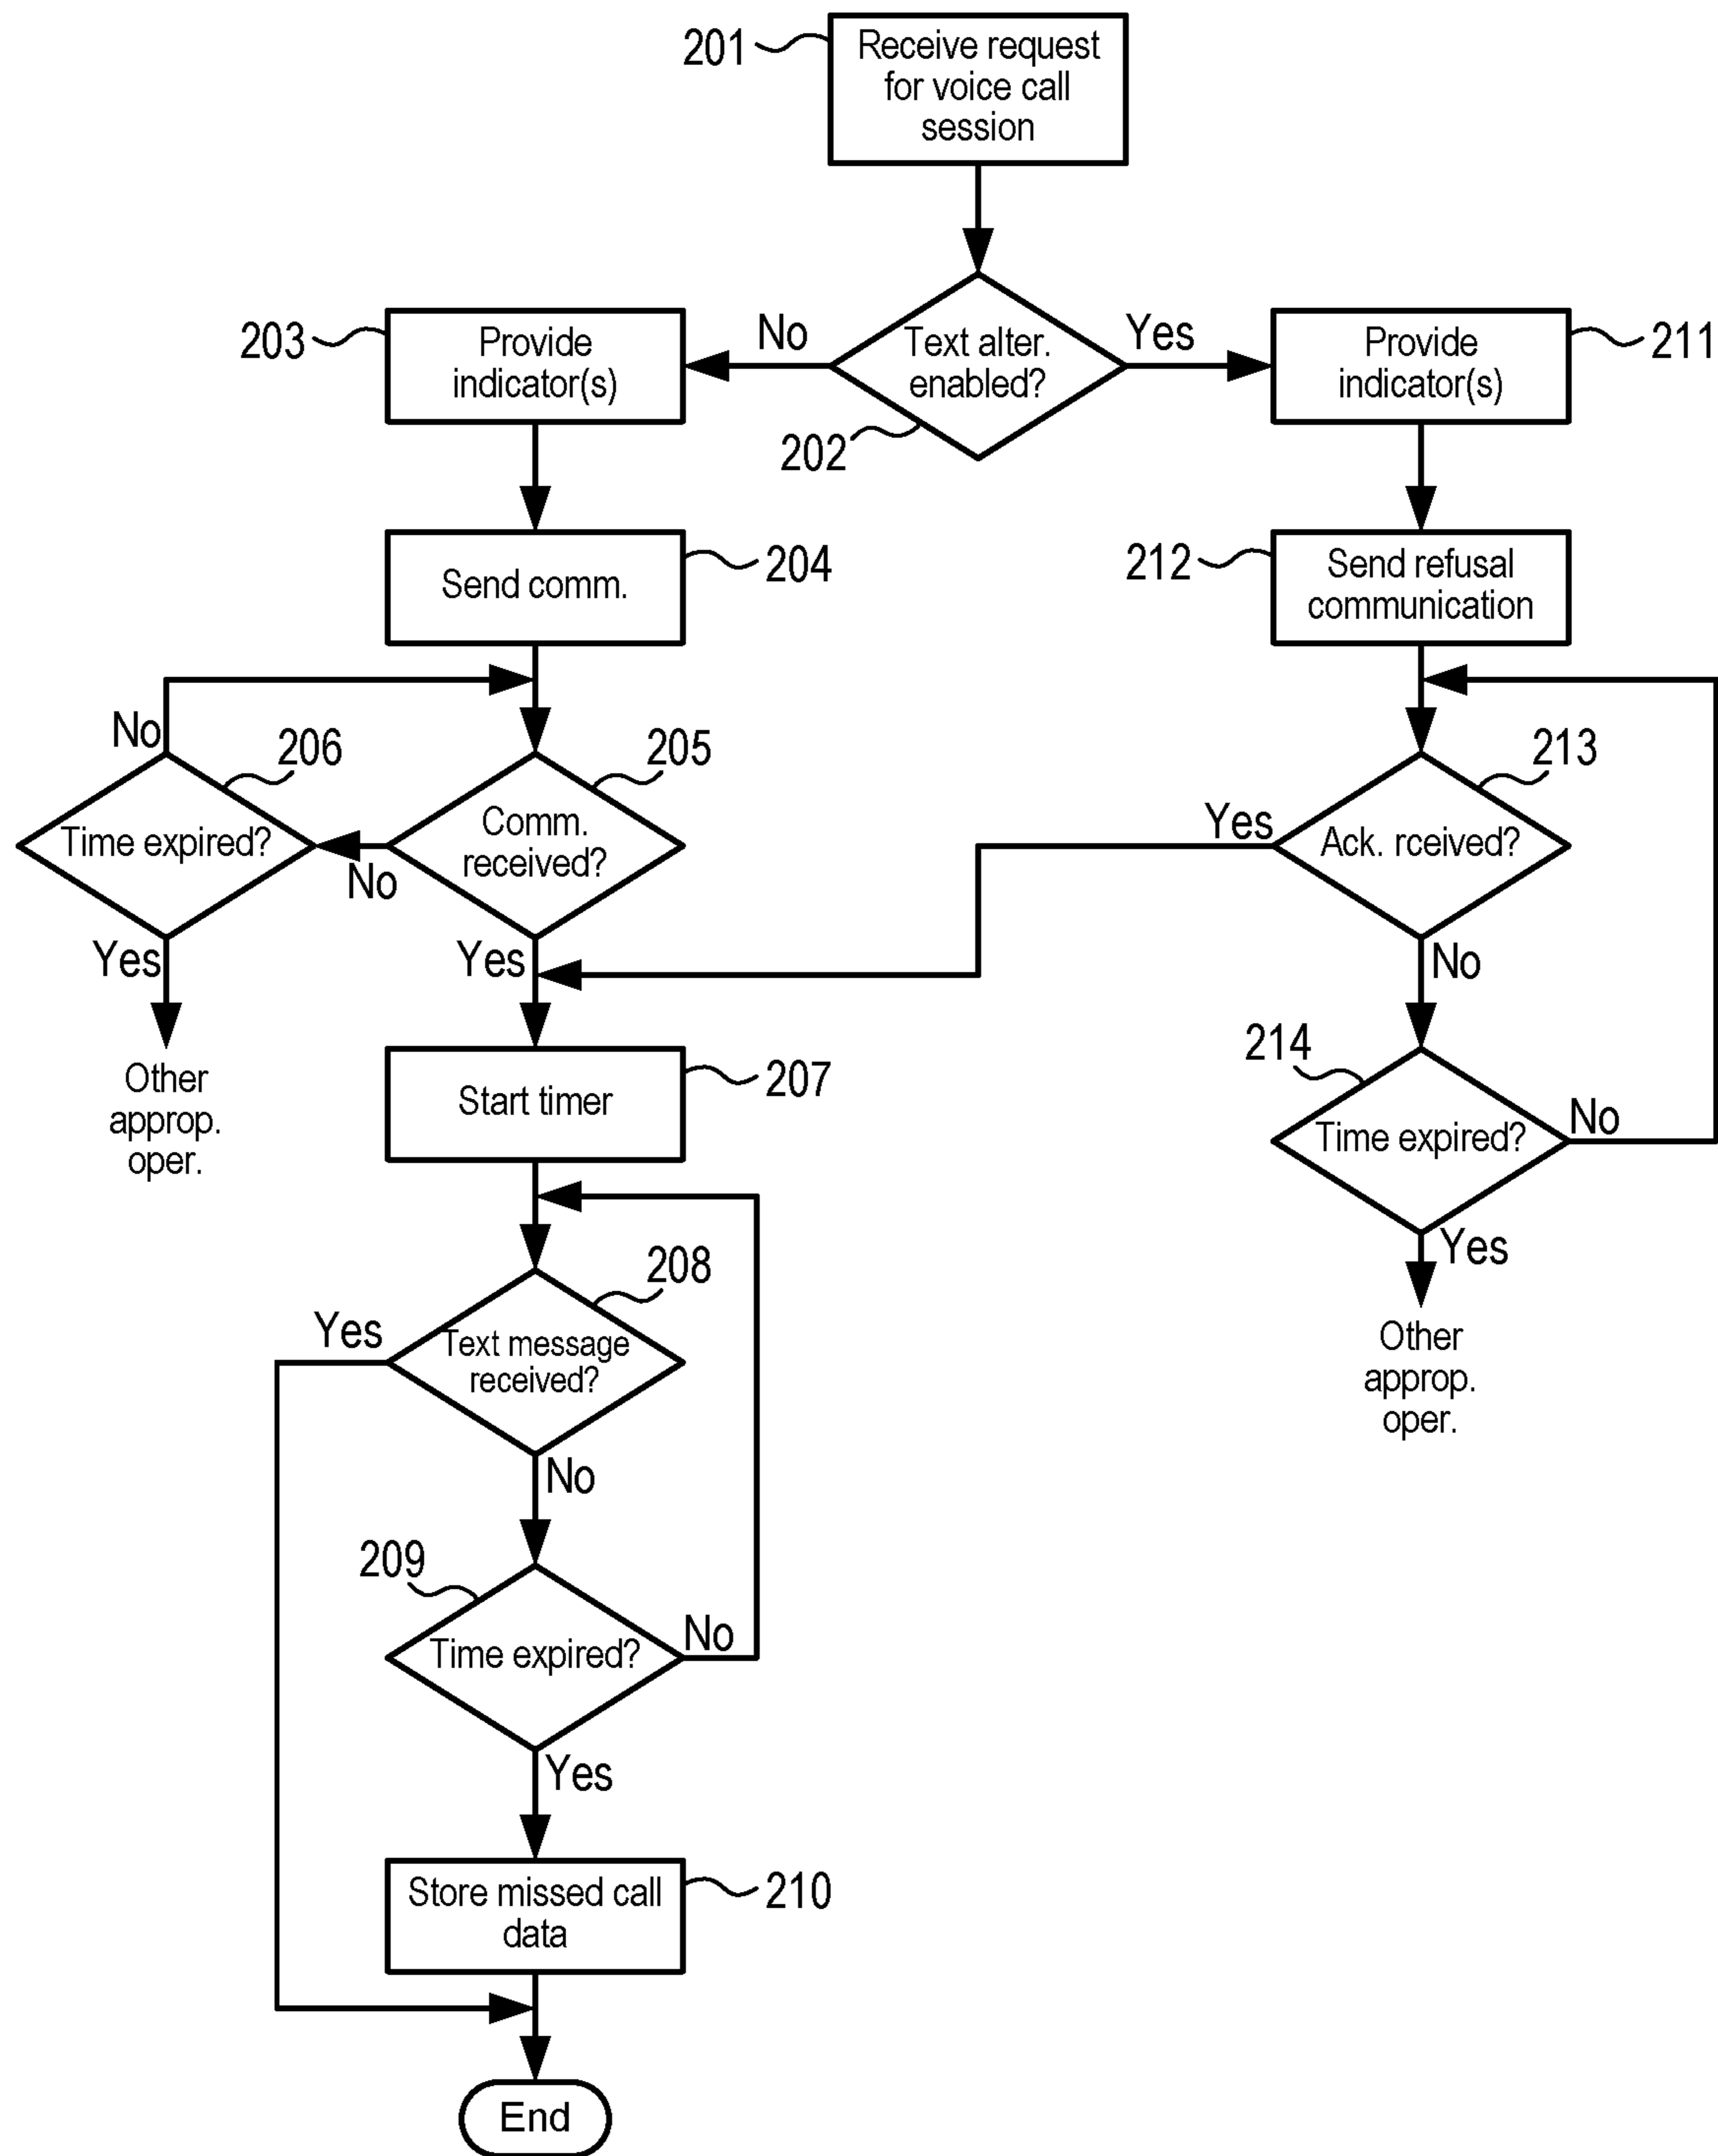 201
Receive request
for voice call
session
203
Provide
indicator(s)
No
Text alter.
enabled?
Yes
202
Provide
indicator(s)
211
Send comm.
204
212
Send refusal
communication
No
206
Time expired?
Yes
No
205
Comm.
received?
Yes
213
Yes
Ack. rceived?
No
Other
approp.
oper.
Start timer
207
214
Time expired?
No
Yes
Other
approp.
oper.
208
Yes
Text message
received?
No
209
Time expired?
No
Yes
Store missed call
data
210
End